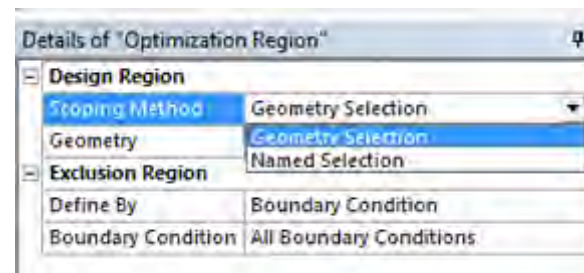 Details of "Optimization Region"
Design Region
Scoping Method Geometry Selection
Geometry Geometry Selection
Named Selection
Exclusion Region
Define By Boundary Condition
Boundary Condition All Boundary Conditions